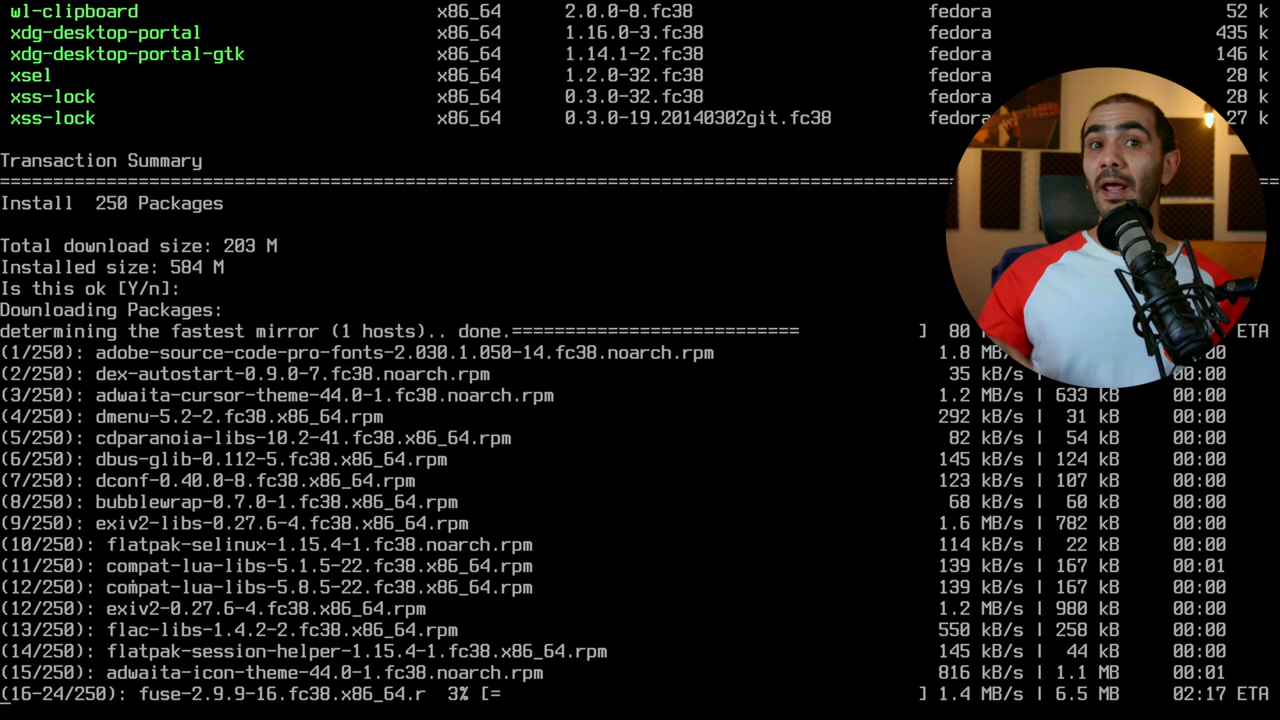 wl-clipboard x86_64 2.0.0-8.fc38 fedora 52 k
xdg-desktop-portal x86_64 1.16.0-3.fc38 fedora 435 k
xdg-desktop-portal-gtk x86_64 1.14.1-2.fc38 fedora 146 k
xsel x86_64 1.2.0-32.fc38 fedora 28 k
xss-lock x86_64 0.3.0-32.fc38 fedora 28 k
xss-lock x86_64 0.3.0-19.20140302git.fc38 fedora 27 k
Transaction Summary
================================================================================
Install 250 Packages
Total download size: 203 M
Installed size: 584 M
Is this ok [Y/n]:
Downloading Packages:
determining the fastest mirror (1 hosts).. done.=========================== ] 80 ETA
(1/250): adobe-source-code-pro-fonts-2.030.1.050-14.fc38.noarch.rpm 1.8 MB/ 00
(2/250): dex-autostart-0.9.0-7.fc38.noarch.rpm 35 kB/s 00:00
(3/250): adwaita-cursor-theme-44.0-1.fc38.noarch.rpm 1.2 MB/s | 633 kB 00:00
(4/250): dmenu-5.2-2.fc38.x86_64.rpm 292 kB/s | 31 kB 00:00
(5/250): cdparanoia-libs-10.2-41.fc38.x86_64.rpm 82 kB/s | 54 kB 00:00
(6/250): dbus-glib-0.112-5.fc38.x86_64.rpm 145 kB/s | 124 kB 00:00
(7/250): dconf-0.40.0-8.fc38.x86_64.rpm 123 kB/s | 107 kB 00:00
(8/250): bubblewrap-0.7.0-1.fc38.x86_64.rpm 68 kB/s | 60 kB 00:00
(9/250): exiv2-libs-0.27.6-4.fc38.x86_64.rpm 1.6 MB/s | 782 kB 00:00
(10/250): flatpak-selinux-1.15.4-1.fc38.noarch.rpm 114 kB/s | 22 kB 00:00
(11/250): compat-lua-libs-5.1.5-22.fc38.x86_64.rpm 139 kB/s | 167 kB 00:01
(12/250): compat-lua-libs-5.8.5-22.fc38.x86_64.rpm 139 kB/s | 167 kB 00:00
(12/250): exiv2-0.27.6-4.fc38.x86_64.rpm 1.2 MB/s | 980 kB 00:00
(13/250): flac-libs-1.4.2-2.fc38.x86_64.rpm 550 kB/s | 258 kB 00:00
(14/250): flatpak-session-helper-1.15.4-1.fc38.x86_64.rpm 145 kB/s | 44 kB 00:00
(15/250): adwaita-icon-theme-44.0-1.fc38.noarch.rpm 816 kB/s | 1.1 MB 00:01
(16-24/250): fuse-2.9.9-16.fc38.x86_64.r 3% [= ] 1.4 MB/s | 6.5 MB 02:17 ETA